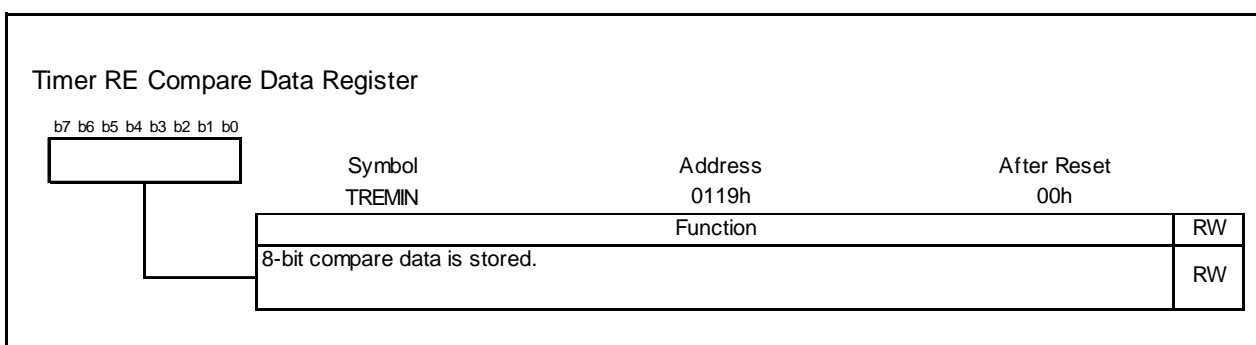 Timer RE Compare Data Register
b7 b6 b5 b4 b3 b2 b1 b0
Symbol Address After Reset
TREMIN 0119h 00h
Function RW
8-bit compare data is stored.
RW